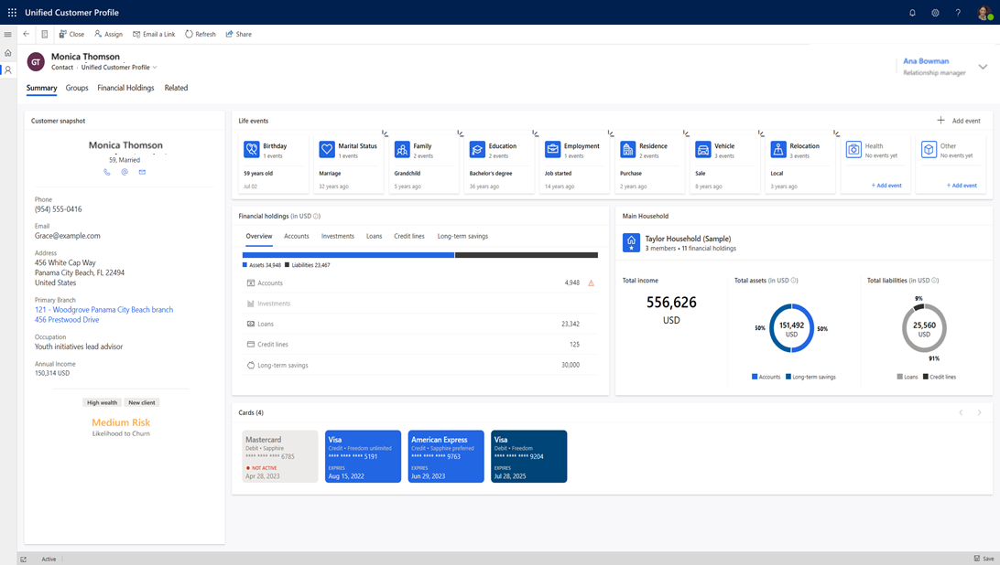 Unified Customer Profile
Close Assign Email a Link Refresh Share
GT
Monica Thomson
Contact · Unified Customer Profile
Ana Bowman
Relationship manager
Summary Groups Financial Holdings Related
Customer snapshot
Monica Thomson
59, Married
Phone
(954) 555-0416
Email
Grace@example.com
Address
456 White Cap Way
Panama City Beach, FL 22494
United States
Primary Branch
121 - Woodgrove Panama City Beach branch
456 Prestwood Drive
Occupation
Youth initiatives lead advisor
Annual Income
150,314 USD
High wealth New client
Medium Risk
Likelihood to Churn
Life events
+ Add event
Birthday
1 events
59 years old
Jul 02
Marital Status
1 events
Marriage
32 years ago
Family
2 events
Grandchild
5 years ago
Education
2 events
Bachelor's degree
36 years ago
Employment
1 events
Job started
14 years ago
Residence
2 events
Purchase
2 years ago
Vehicle
3 events
Sale
8 years ago
Relocation
3 events
Local
3 years ago
Health
No events yet
+ Add event
Other
No events yet
+ Add event
Financial holdings (in USD)
Overview Accounts Investments Loans Credit lines Long-term savings
Assets 34,948 Liabilities 23,467
Accounts 4,948
Investments
Loans 23,342
Credit lines 125
Long-term savings 30,000
Main Household
Taylor Household (Sample)
3 members • 11 financial holdings
Total income
556,626
USD
Total assets (in USD)
50%
151,492
USD
50%
Accounts Long-term savings
Total liabilities (in USD)
9%
25,560
USD
91%
Loans Credit lines
Cards (4)
Mastercard
Debit • Sapphire
**** **** **** 6785
NOT ACTIVE
Apr 28, 2023
Visa
Credit • Freedom unlimited
**** **** **** 5191
EXPIRES
Aug 15, 2022
American Express
Credit • Sapphire preferred
**** **** **** 9763
EXPIRES
Jun 29, 2023
Visa
Debit • Freedom
**** **** **** 9204
EXPIRES
Jul 28, 2025
Active
Save